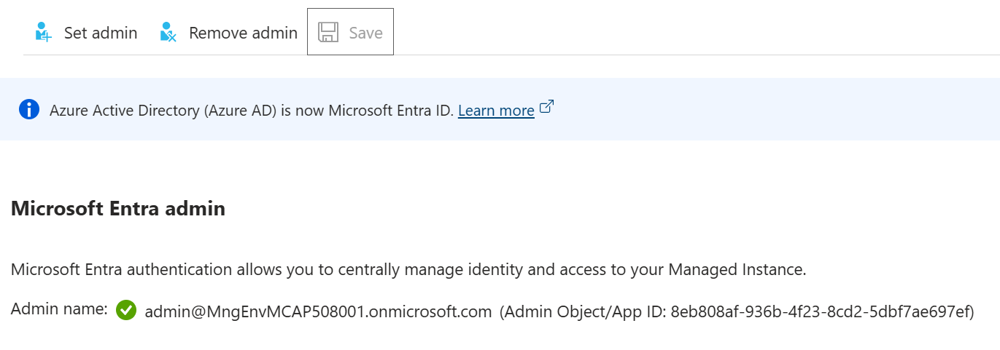 Set admin Remove admin Save
Azure Active Directory (Azure AD) is now Microsoft Entra ID. Learn more
Microsoft Entra admin
Microsoft Entra authentication allows you to centrally manage identity and access to your Managed Instance.
Admin name: admin@MngEnvMCAP508001.onmicrosoft.com (Admin Object/App ID: 8eb808af-936b-4f23-8cd2-5dbf7ae697ef)